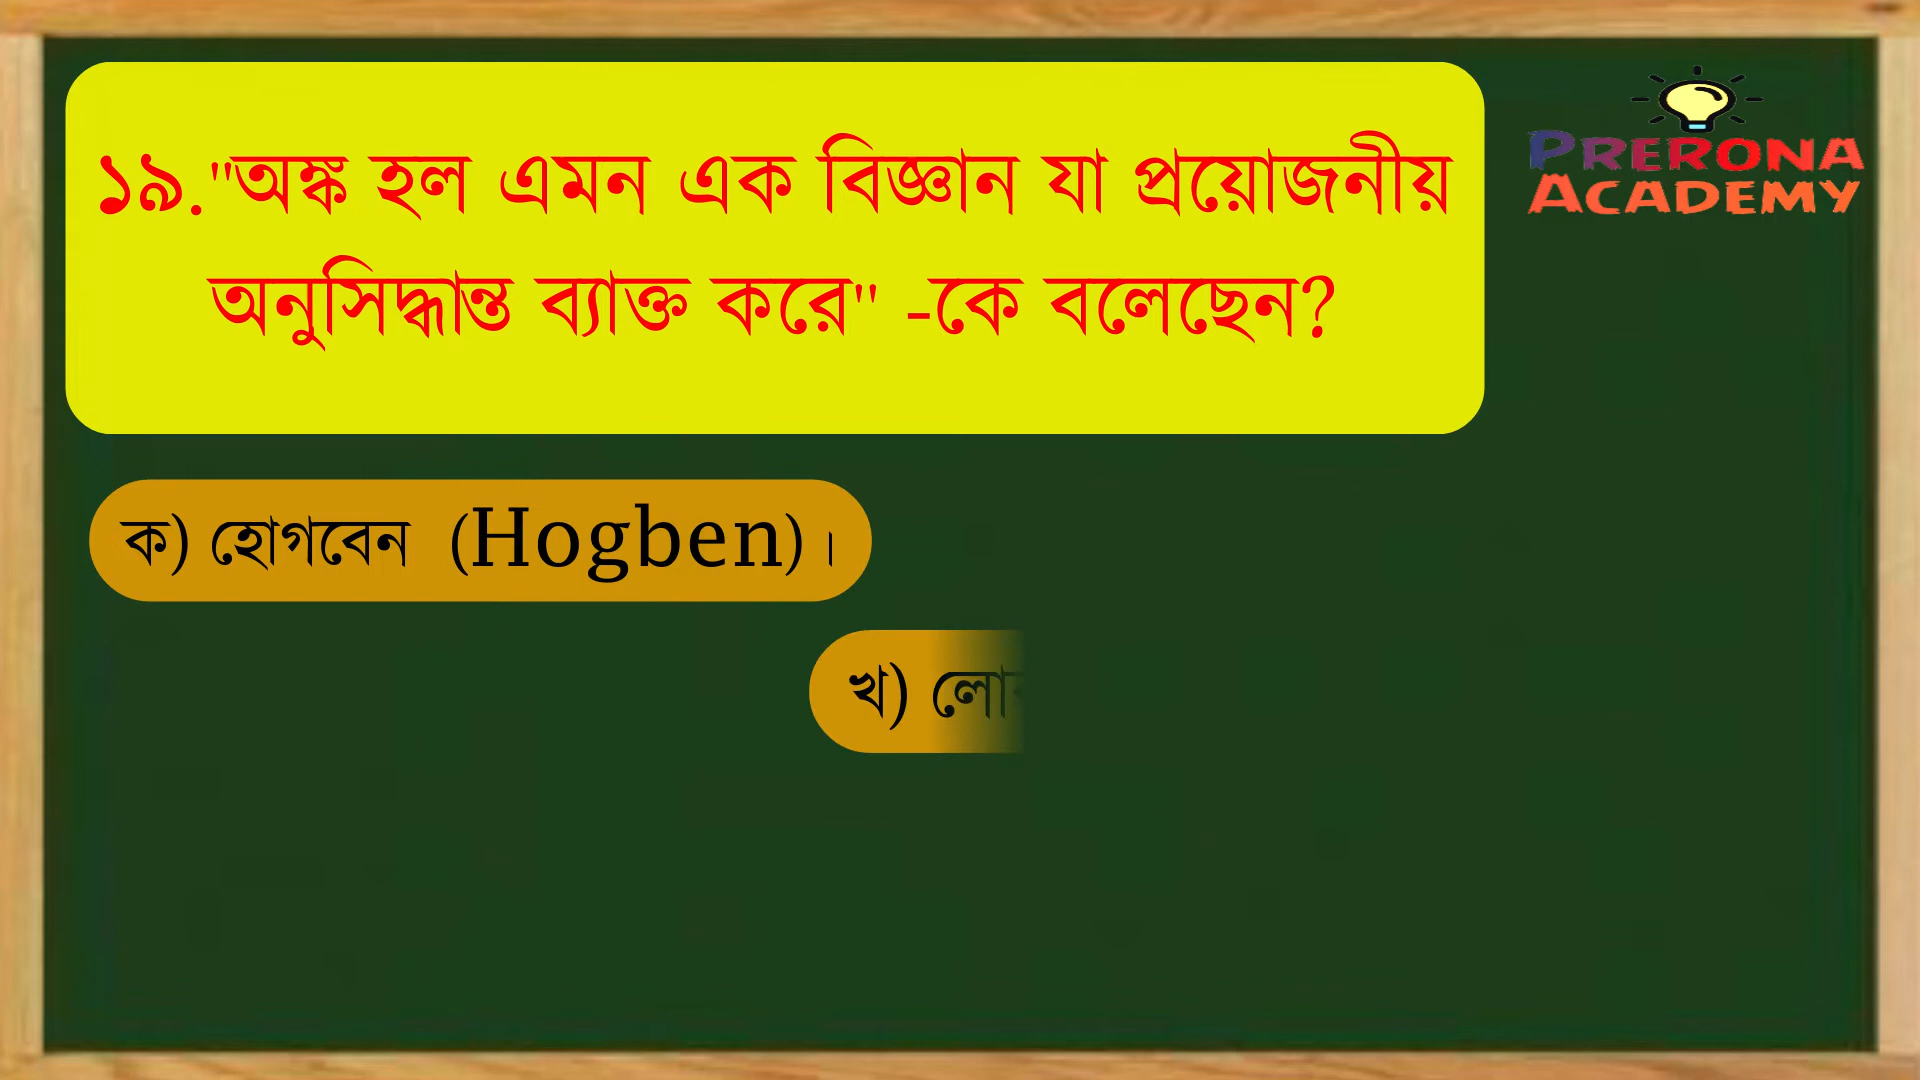 ১৯."অঙ্ক হল এমন এক বিজ্ঞান যা প্রয়োজনীয়
অনুসিদ্ধান্ত ব্যাক্ত করে" -কে বলেছেন?
PRERONA
ACADEMY
ক) হোগবেন (Hogben)।
খ)